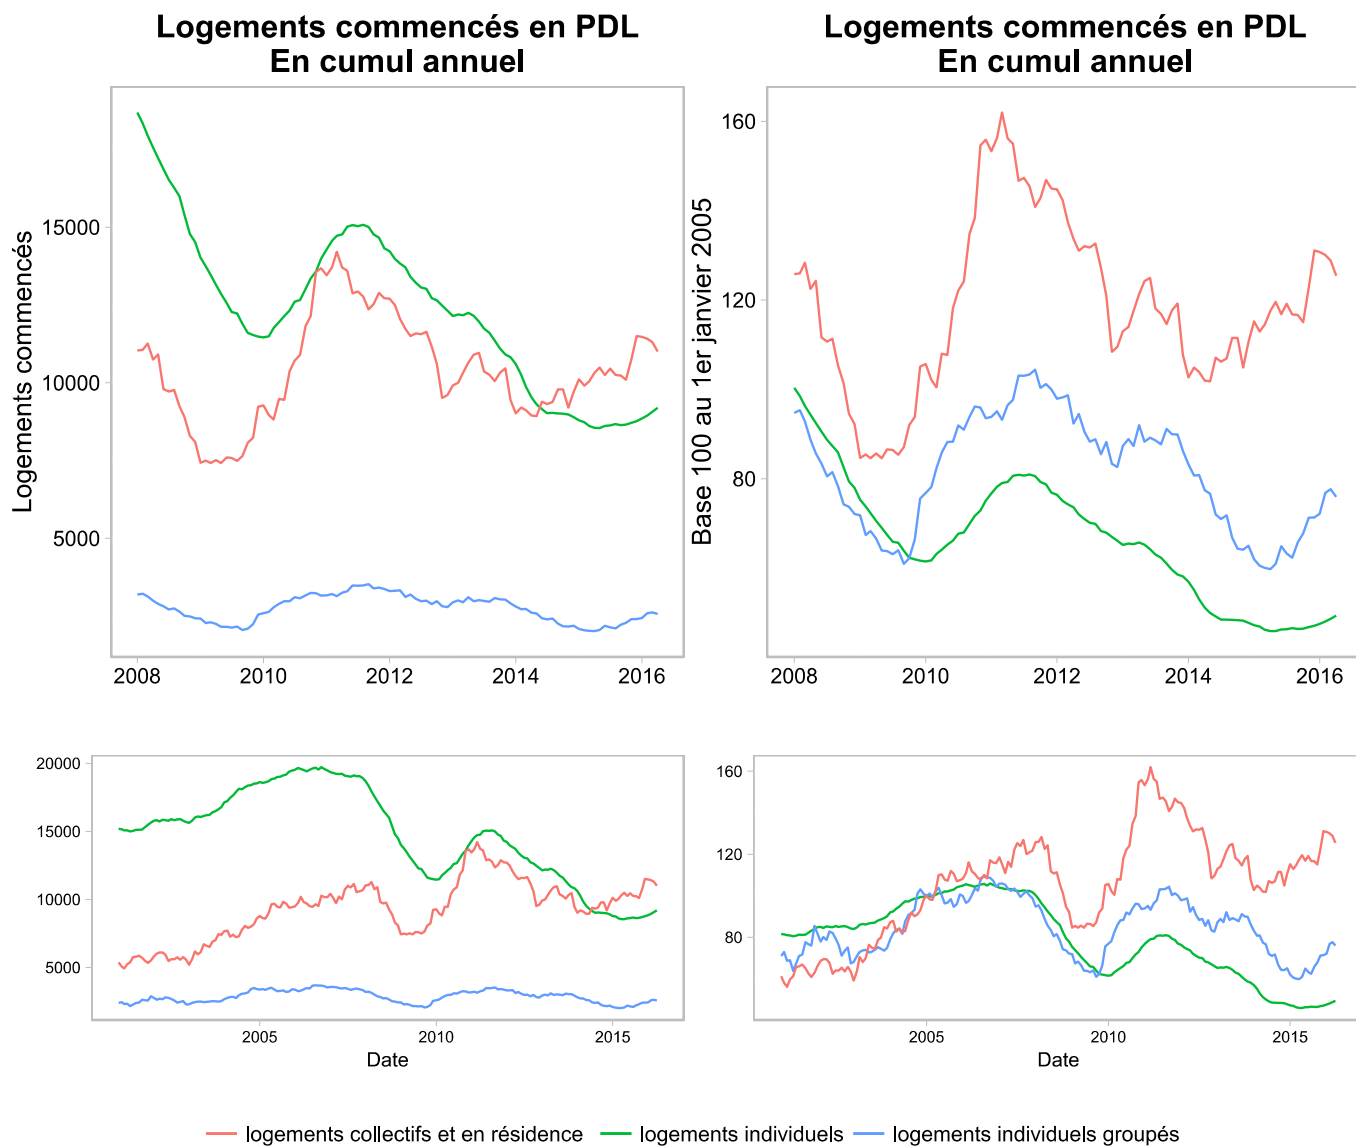 Logements commencés en PDL
En cumul annuel
Logements commencés
15000
10000
5000
2008 2010 2012 2014 2016
Logements commencés en PDL
En cumul annuel
Base 100 au 1er janvier 2005
160
120
80
2008 2010 2012 2014 2016
20000
15000
10000
5000
2005 2010 2015
Date
160
120
80
2005 2010 2015
Date
logements collectifs et en résidence logements individuels logements individuels groupés